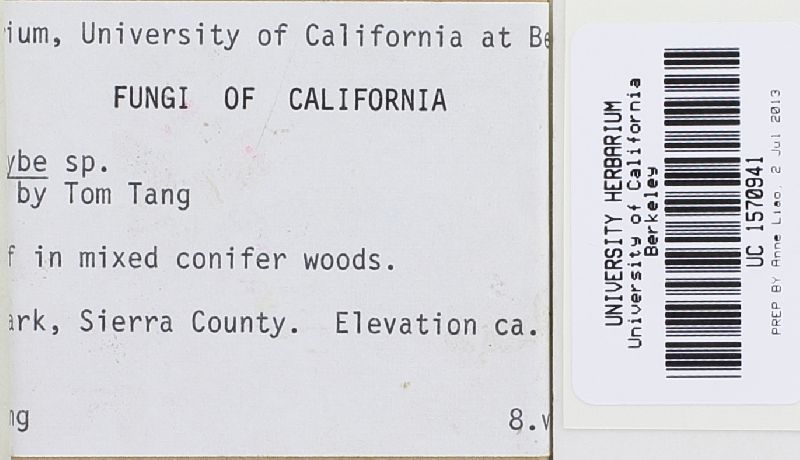 ium, University of California at Be
FUNGI OF CALIFORNIA
ybe sp.
by Tom Tang
f in mixed conifer woods.
ark, Sierra County. Elevation ca.
ng
8.v
UNIVERSITY HERBARIUM
University of California
Berkeley
UC 1570941
PREP BY Anne Liao, 2 Jul 2013